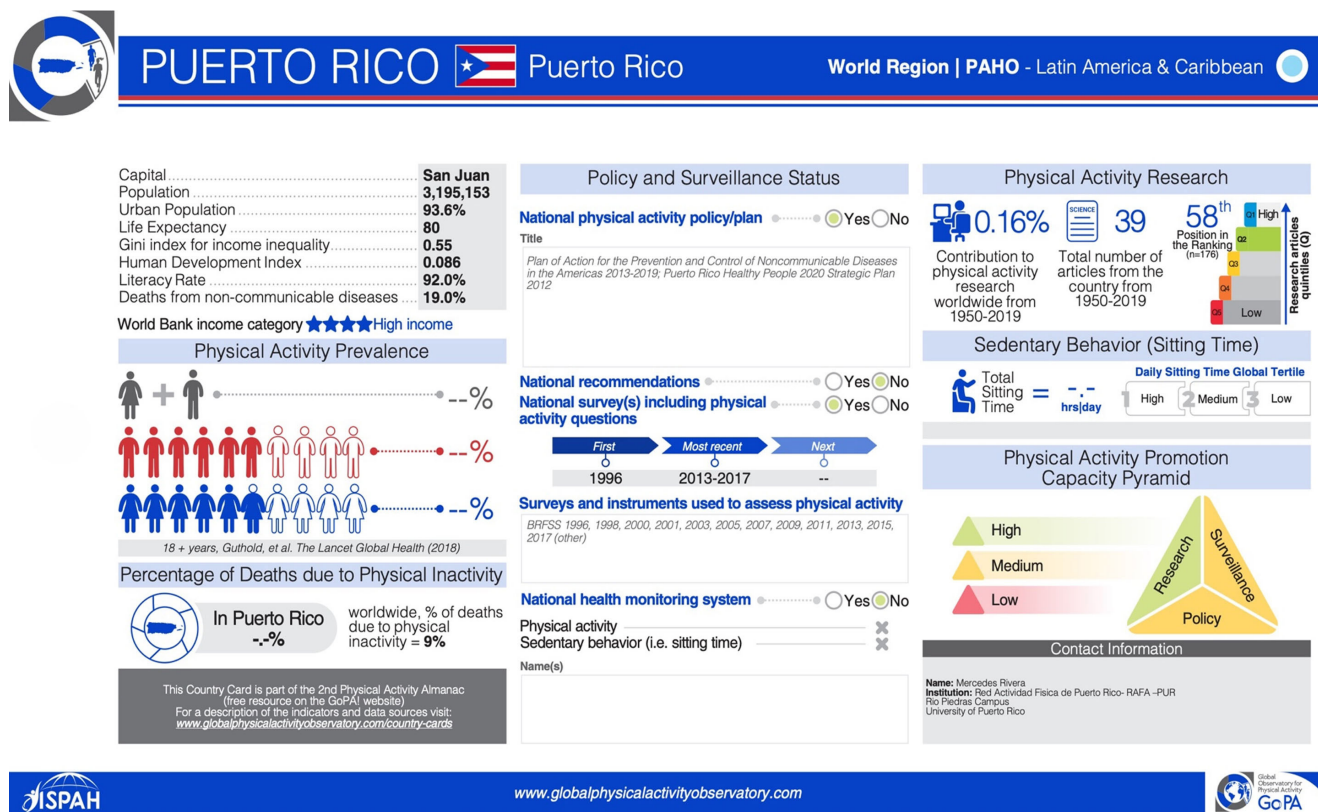 PUERTO RICO
Puerto Rico
World Region | PAHO - Latin America & Caribbean
Capital San Juan
Population 3,195,153
Urban Population 93.6%
Life Expectancy 80
Gini index for income inequality 0.55
Human Development Index 0.086
Literacy Rate 92.0%
Deaths from non-communicable diseases 19.0%
World Bank income category High income
Physical Activity Prevalence
+ --%
--%
--%
18 + years, Guthold, et al. The Lancet Global Health (2018)
Percentage of Deaths due to Physical Inactivity
In Puerto Rico
-.-%
worldwide, % of deaths
due to physical
inactivity = 9%
This Country Card is part of the 2nd Physical Activity Almanac
(free resource on the GoPA! website)
For a description of the indicators and data sources visit:
www.globalphysicalactivityobservatory.com/country-cards
Policy and Surveillance Status
National physical activity policy/plan Yes No
Title
Plan of Action for the Prevention and Control of Noncommunicable Diseases
in the Americas 2013-2019; Puerto Rico Healthy People 2020 Strategic Plan
2012
National recommendations Yes No
National survey(s) including physical Yes No
activity questions
First Most recent Next
1996 2013-2017 --
Surveys and instruments used to assess physical activity
BRFSS 1996, 1998, 2000, 2001, 2003, 2005, 2007, 2009, 2011, 2013, 2015,
2017 (other)
National health monitoring system Yes No
Physical activity
Sedentary behavior (i.e. sitting time)
Name(s)
Physical Activity Research
0.16%
Contribution to
physical activity
research
worldwide from
1950-2019
SCIENCE
39
Total number of
articles from the
country from
1950-2019
58th
Position in
the Ranking
(n=176)
Q1 High
Q2
Q3
Q4
Q5 Low
Research articles
quintiles (Q)
Sedentary Behavior (Sitting Time)
Total
Sitting
Time
= -.-
hrs|day
Daily Sitting Time Global Tertile
1 High 2 Medium 3 Low
Physical Activity Promotion
Capacity Pyramid
High
Medium
Low
Research
Surveillance
Policy
Contact Information
Name: Mercedes Rivera
Institution: Red Actividad Fisica de Puerto Rico- RAFA –PUR
Rio Piedras Campus
University of Puerto Rico
ISPAH
www.globalphysicalactivityobservatory.com
Global
Observatory for
Physical Activity
GoPA